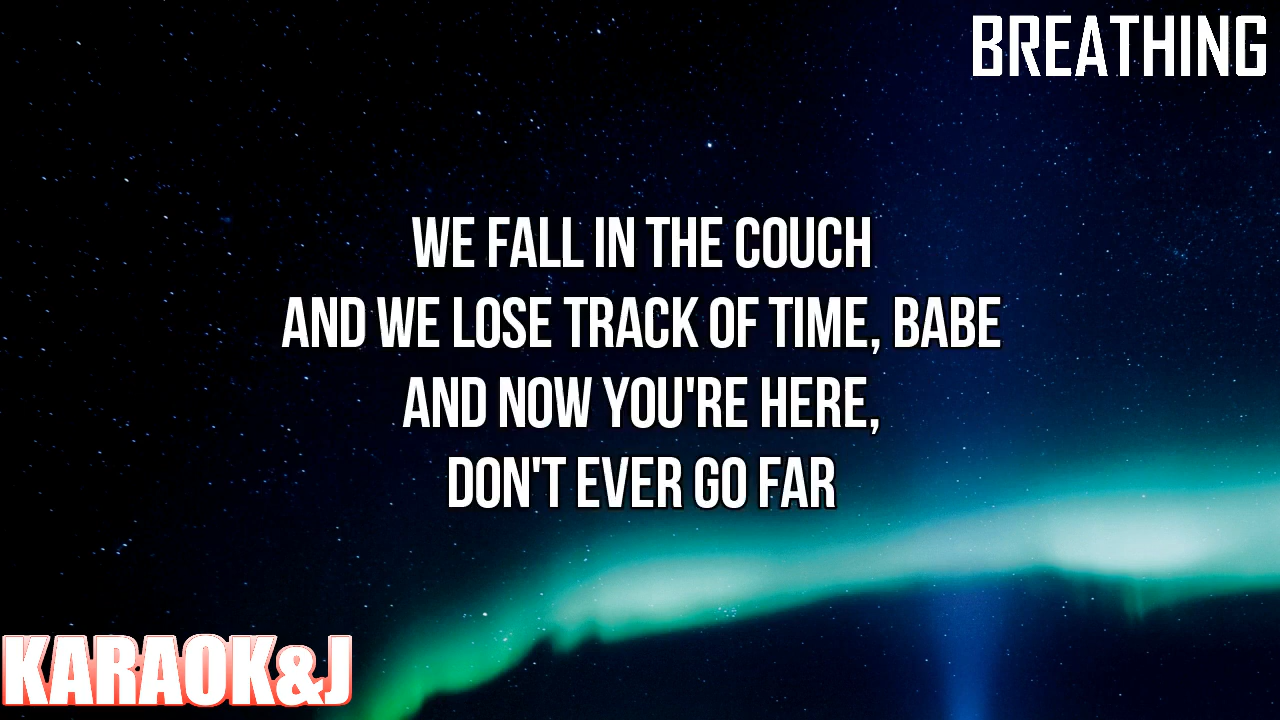 BREATHING
WE FALL IN THE COUCH
AND WE LOSE TRACK OF TIME, BABE
AND NOW YOU'RE HERE,
DON'T EVER GO FAR
KARAOK&J